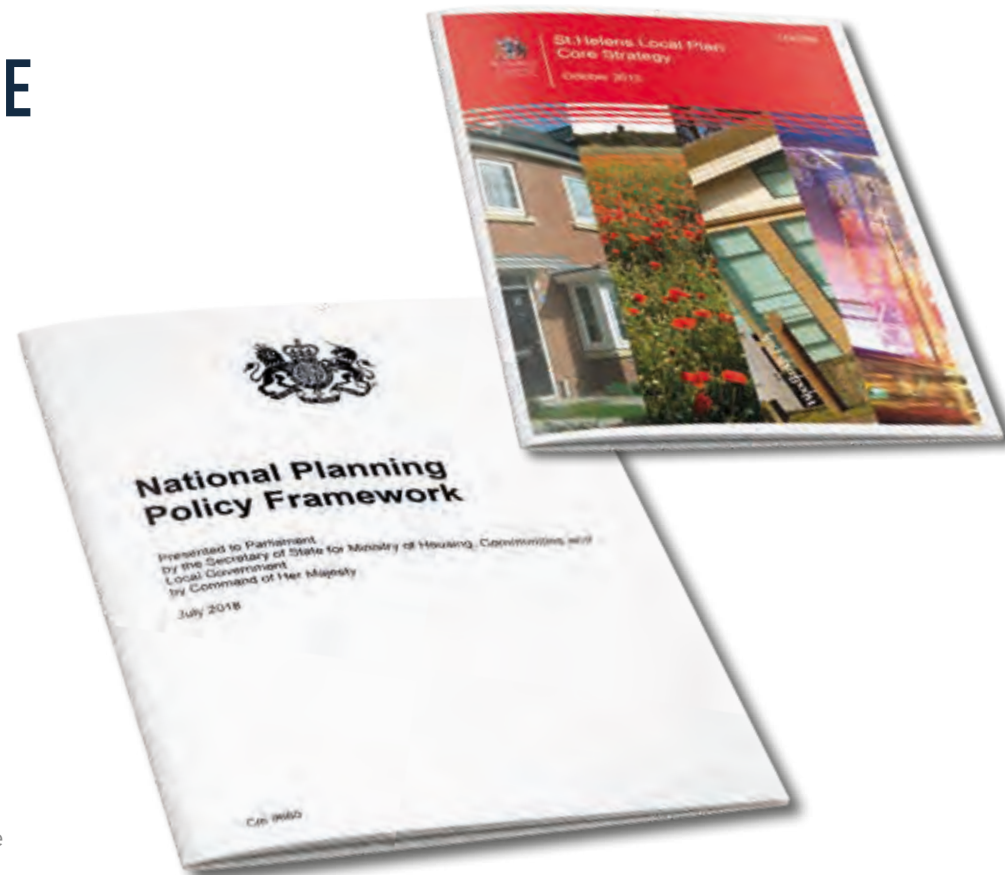 E
St.Helens Local Plan
Core Strategy
October 2012
National Planning
Policy Framework
Presented to Parliament
by the Secretary of State for Ministry of Housing, Communities and
Local Government
by Command of Her Majesty
July 2018
e